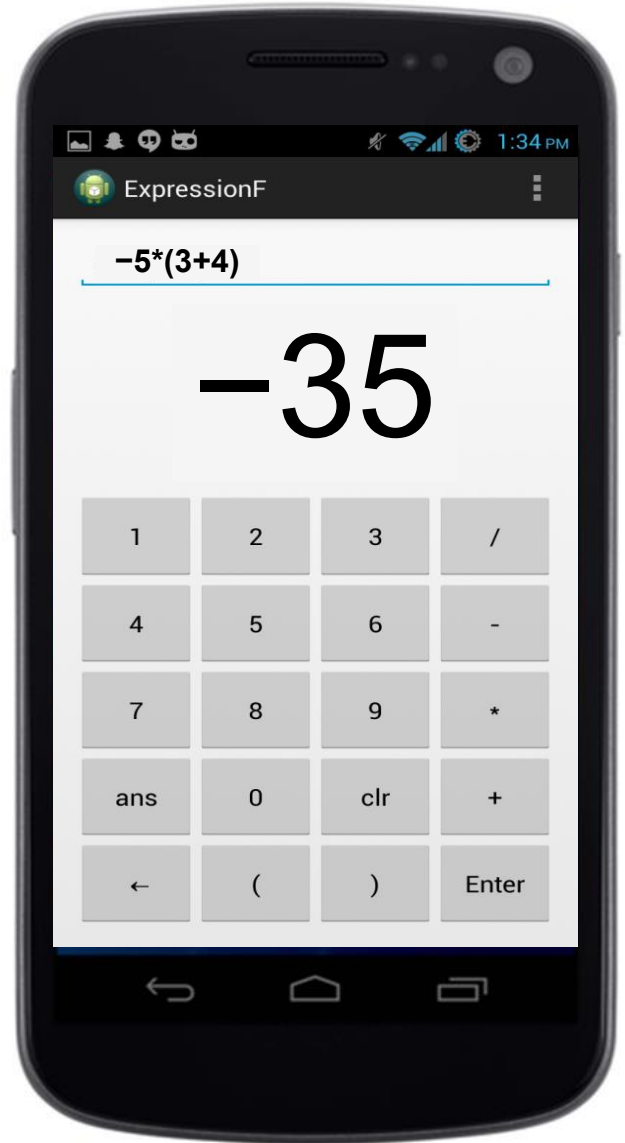 1:34 PM
ExpressionF
−5*(3+4)
−35
1 2 3 /
4 5 6 -
7 8 9 *
ans 0 clr +
← ( ) Enter